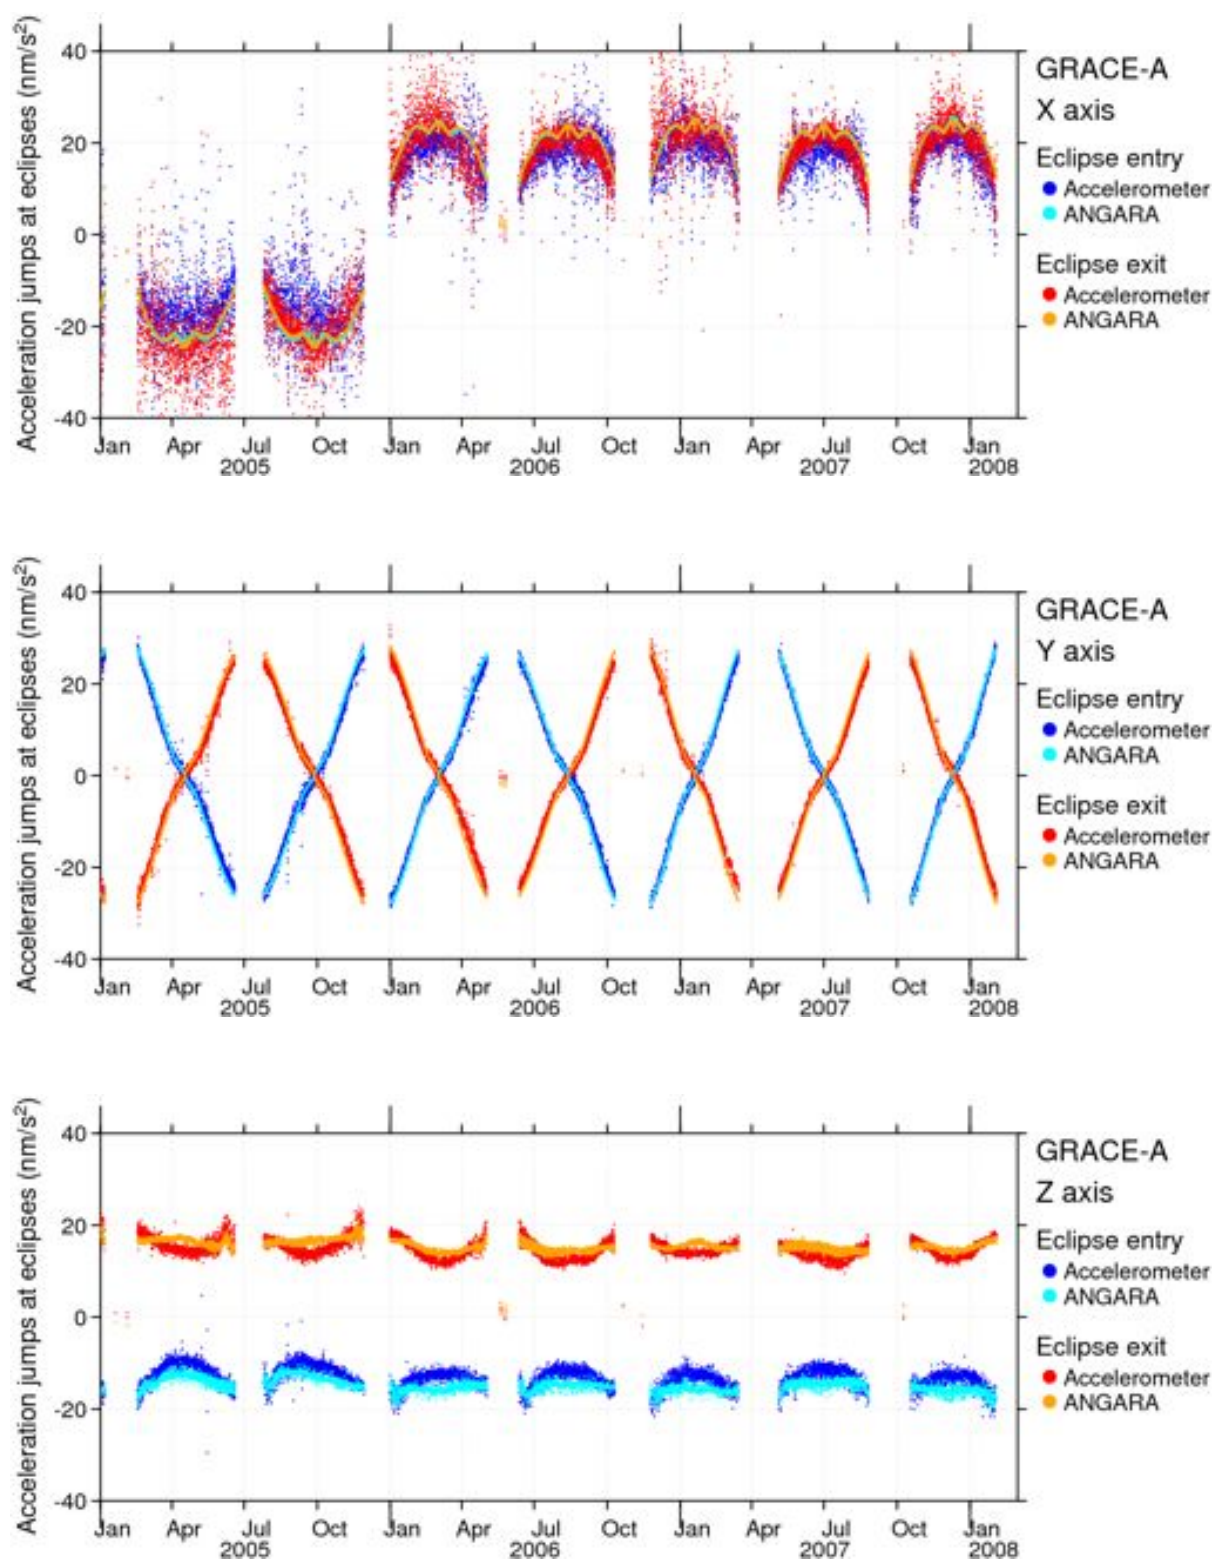 Acceleration jumps at eclipses (nm/s²)
40
20
0
-20
-40
Jan Apr Jul Oct Jan Apr Jul Oct Jan Apr Jul Oct Jan
2005 2006 2007 2008
GRACE-A
X axis
Eclipse entry
Accelerometer
ANGARA
Eclipse exit
Accelerometer
ANGARA
Acceleration jumps at eclipses (nm/s²)
40
20
0
-20
-40
Jan Apr Jul Oct Jan Apr Jul Oct Jan Apr Jul Oct Jan
2005 2006 2007 2008
GRACE-A
Y axis
Eclipse entry
Accelerometer
ANGARA
Eclipse exit
Accelerometer
ANGARA
Acceleration jumps at eclipses (nm/s²)
40
20
0
-20
-40
Jan Apr Jul Oct Jan Apr Jul Oct Jan Apr Jul Oct Jan
2005 2006 2007 2008
GRACE-A
Z axis
Eclipse entry
Accelerometer
ANGARA
Eclipse exit
Accelerometer
ANGARA